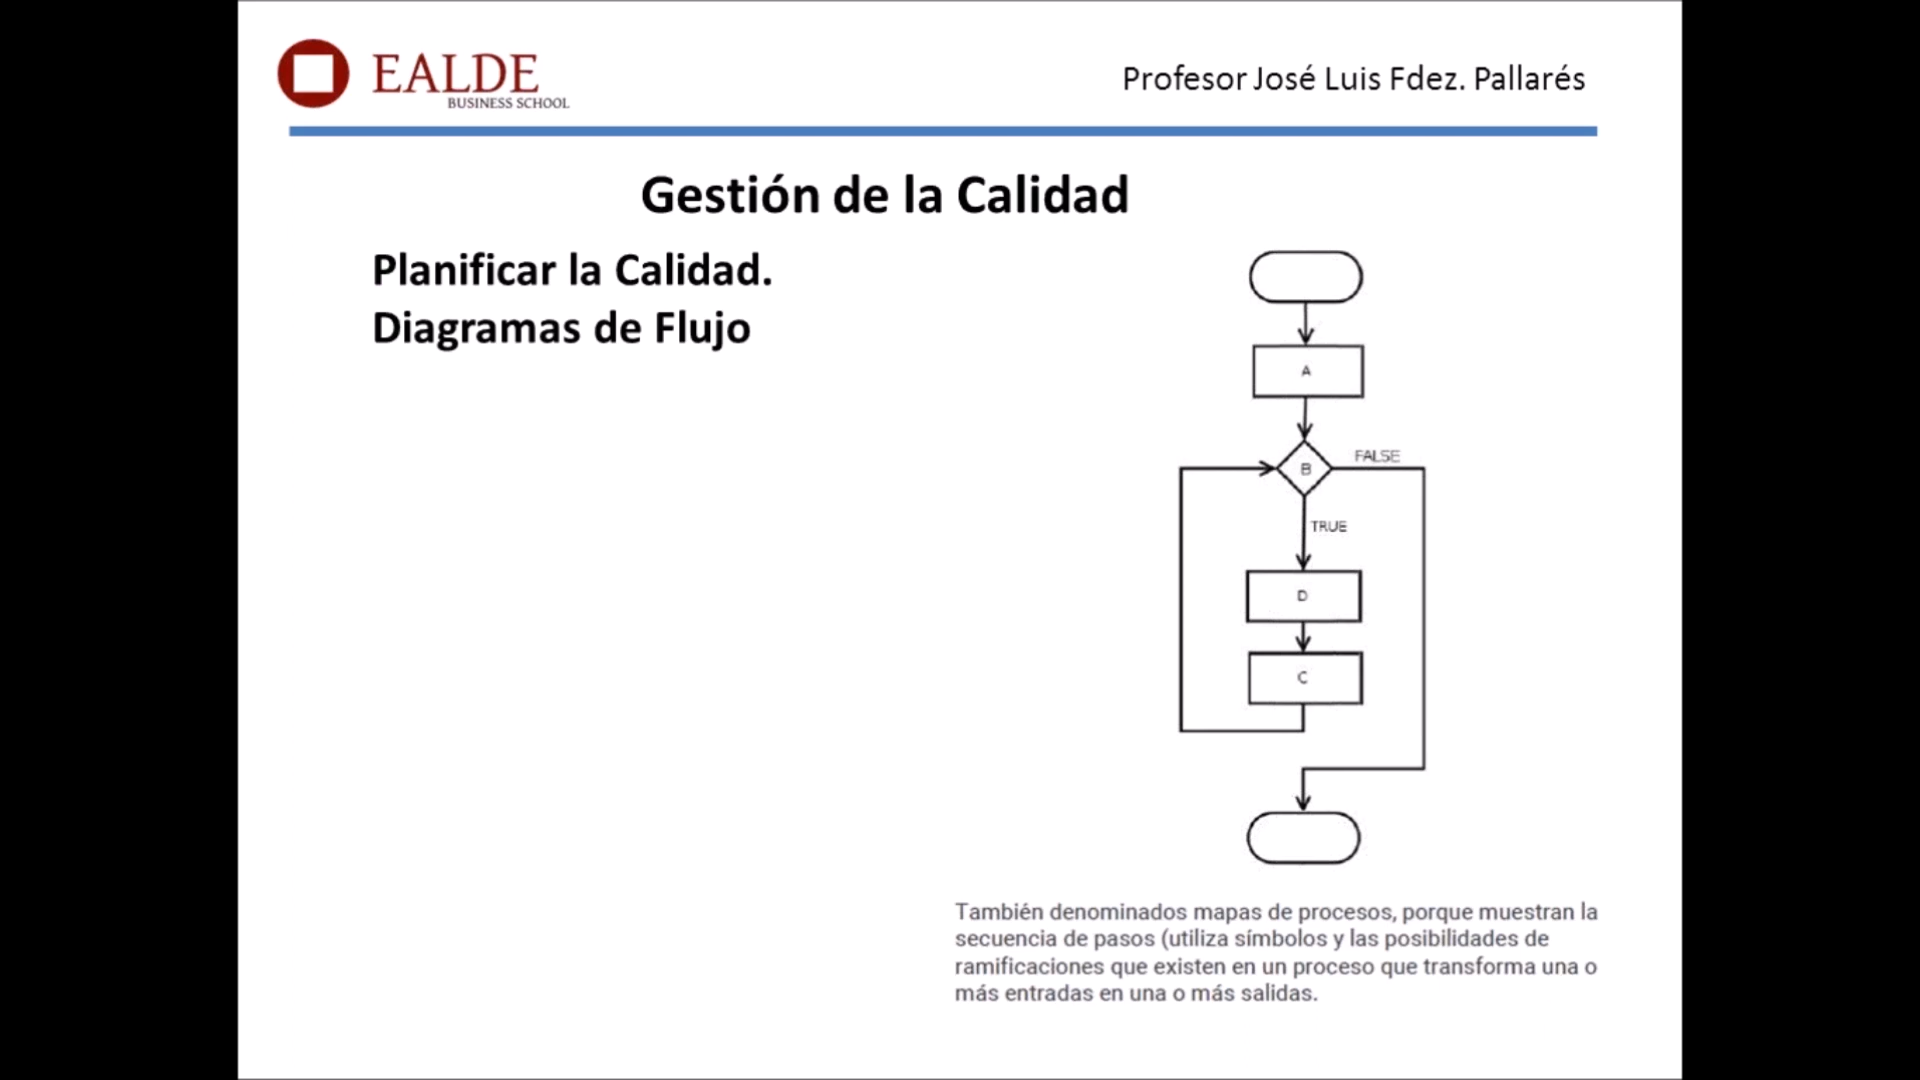 EALDE
BUSINESS SCHOOL
Profesor José Luis Fdez. Pallarés
Gestión de la Calidad
Planificar la Calidad.
Diagramas de Flujo
A
B
FALSE
TRUE
D
C
También denominados mapas de procesos, porque muestran la
secuencia de pasos (utiliza símbolos y las posibilidades de
ramificaciones que existen en un proceso que transforma una o
más entradas en una o más salidas.